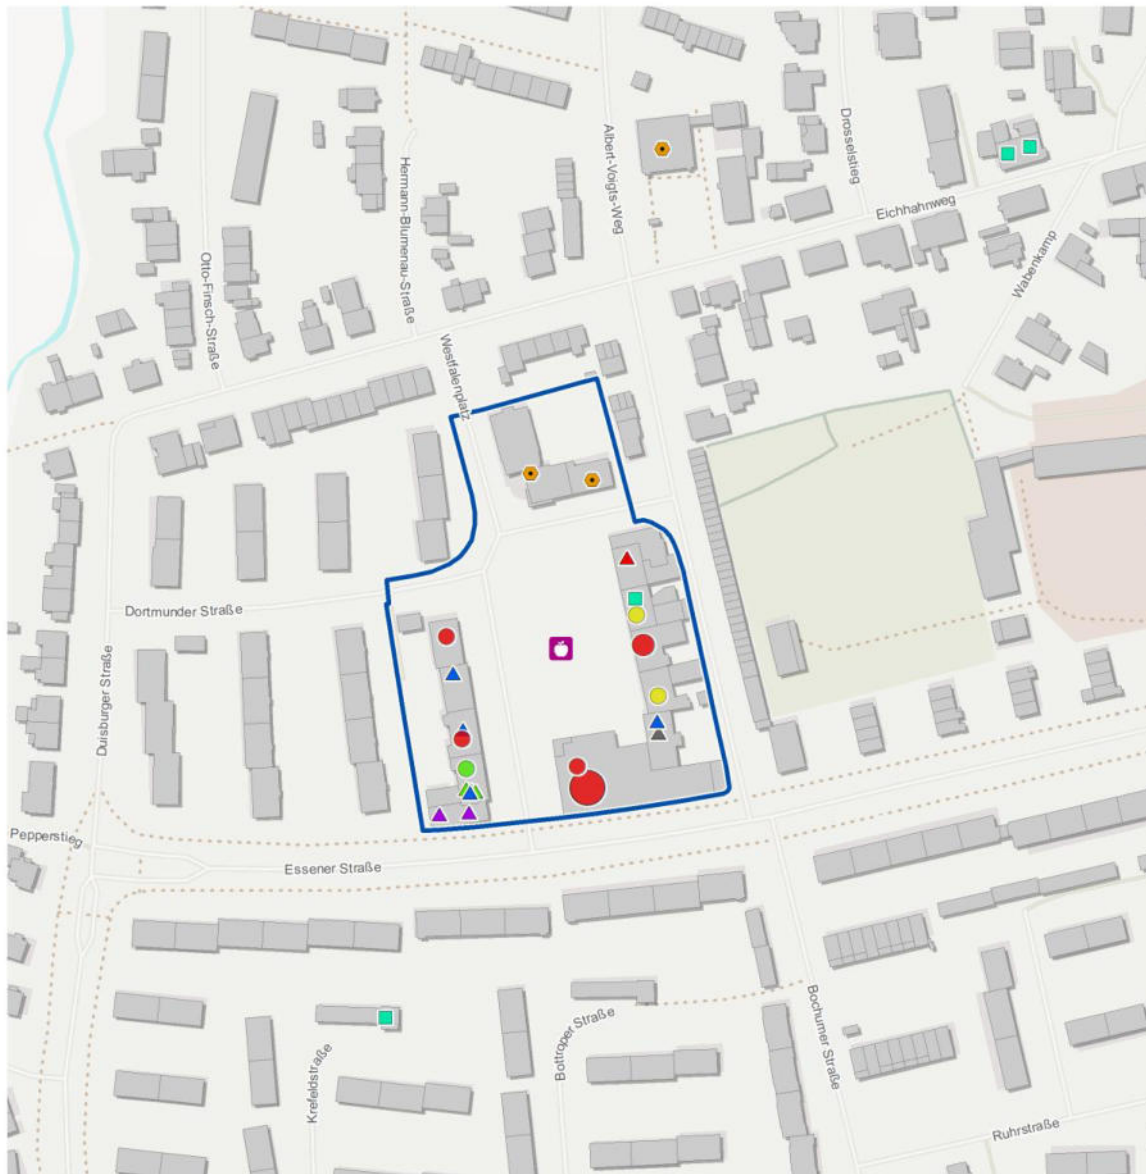 Albert-Voigts-Weg
Drosselstieg
Hermann-Blumenau-Straße
Eichhahnweg
Wabenkamp
Otto-Finsch-Straße
Westfalenplatz
Dortmunder Straße
Duisburger Straße
Pepperstieg
Essener Straße
Bochumer Straße
Bottroper Straße
Krefeldstraße
Ruhrstraße